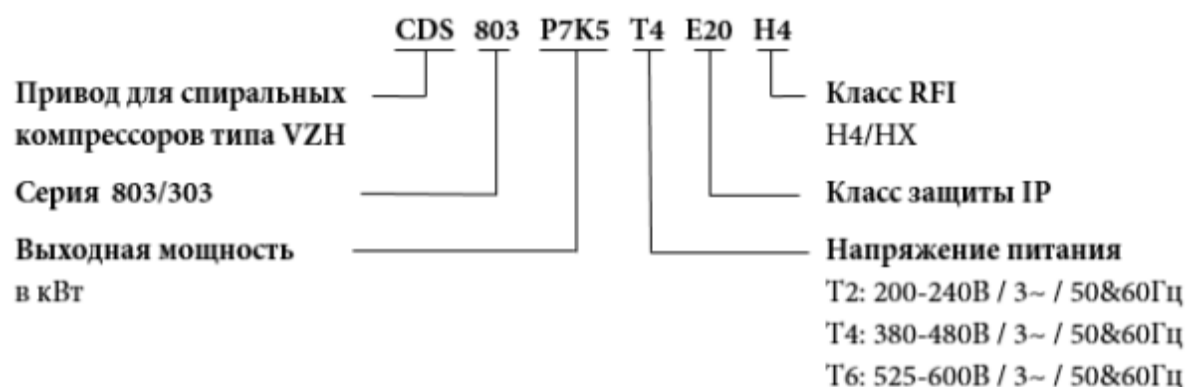 CDS 803 P7K5 T4 E20 H4
Привод для спиральных
компрессоров типа VZH
Серия 803/303
Выходная мощность
в кВт
Класс RFI
H4/HX
Класс защиты IP
Напряжение питания
T2: 200-240В / 3~ / 50&60Гц
T4: 380-480В / 3~ / 50&60Гц
T6: 525-600В / 3~ / 50&60Гц